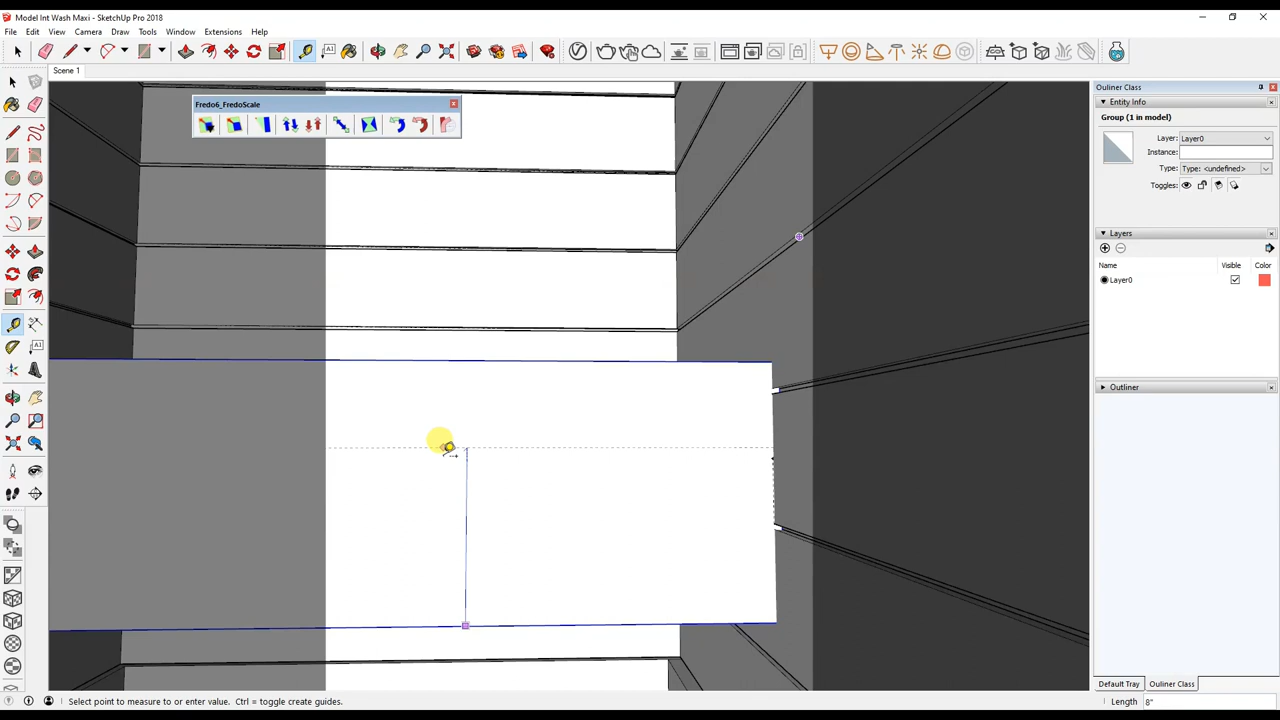 Model Int Wash Maxi - SketchUp Pro 2018
File Edit View Camera Draw Tools Window Extensions Help
Scene 1
Fredo6_FredoScale
Outliner Class
Entity Info
Group (1 in model)
Layer: Layer0
Instance:
Type: Type: <undefined>
Toggles:
Layers
Name Visible Color
Layer0
Outliner
Default Tray Outliner Class
Select point to measure to or enter value. Ctrl = toggle create guides. Length 8"